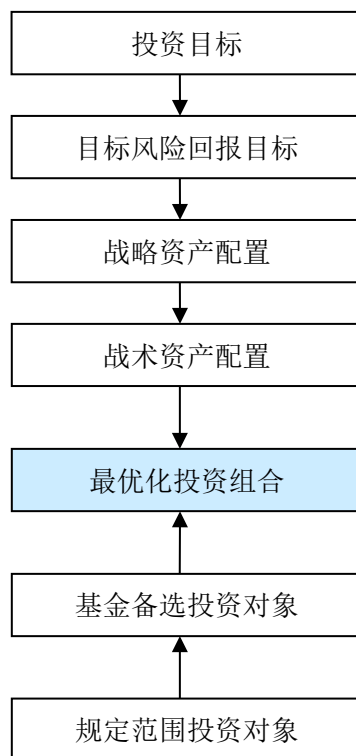 投资目标
目标风险回报目标
战略资产配置
战术资产配置
最优化投资组合
基金备选投资对象
规定范围投资对象